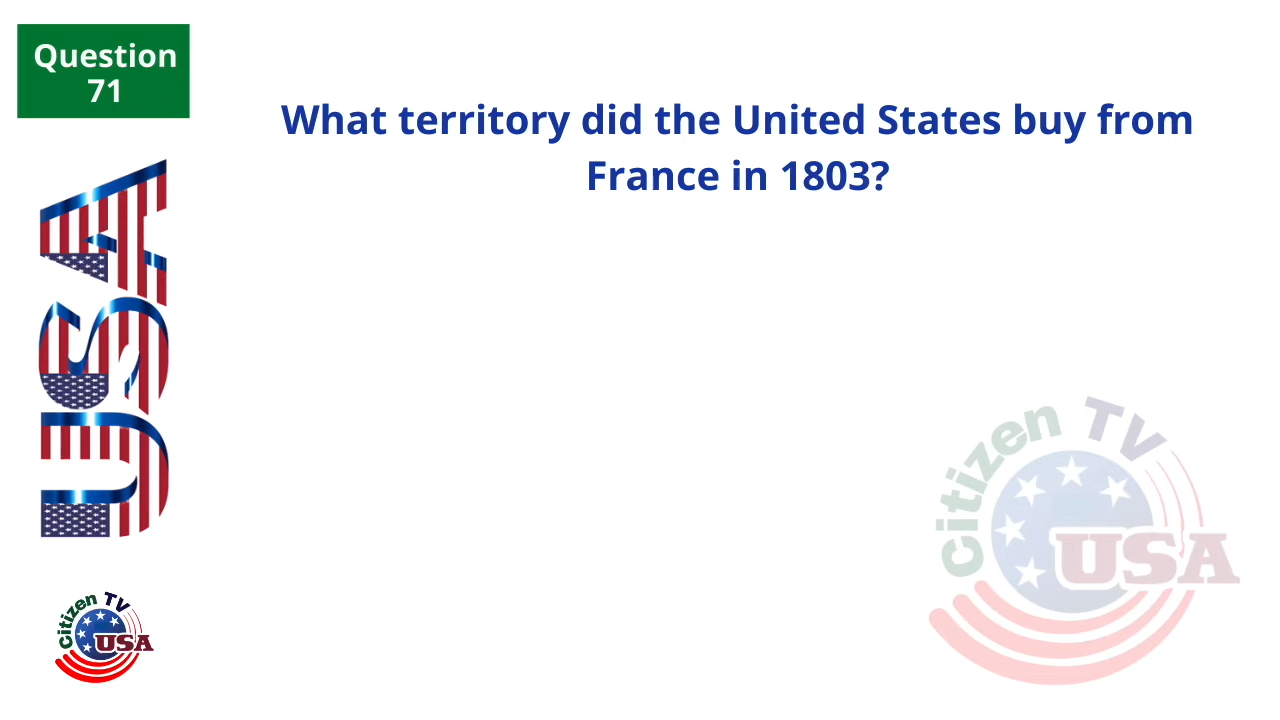 Question
71
What territory did the United States buy from
France in 1803?
USA
Citizen TV
USA
Citizen TV
USA